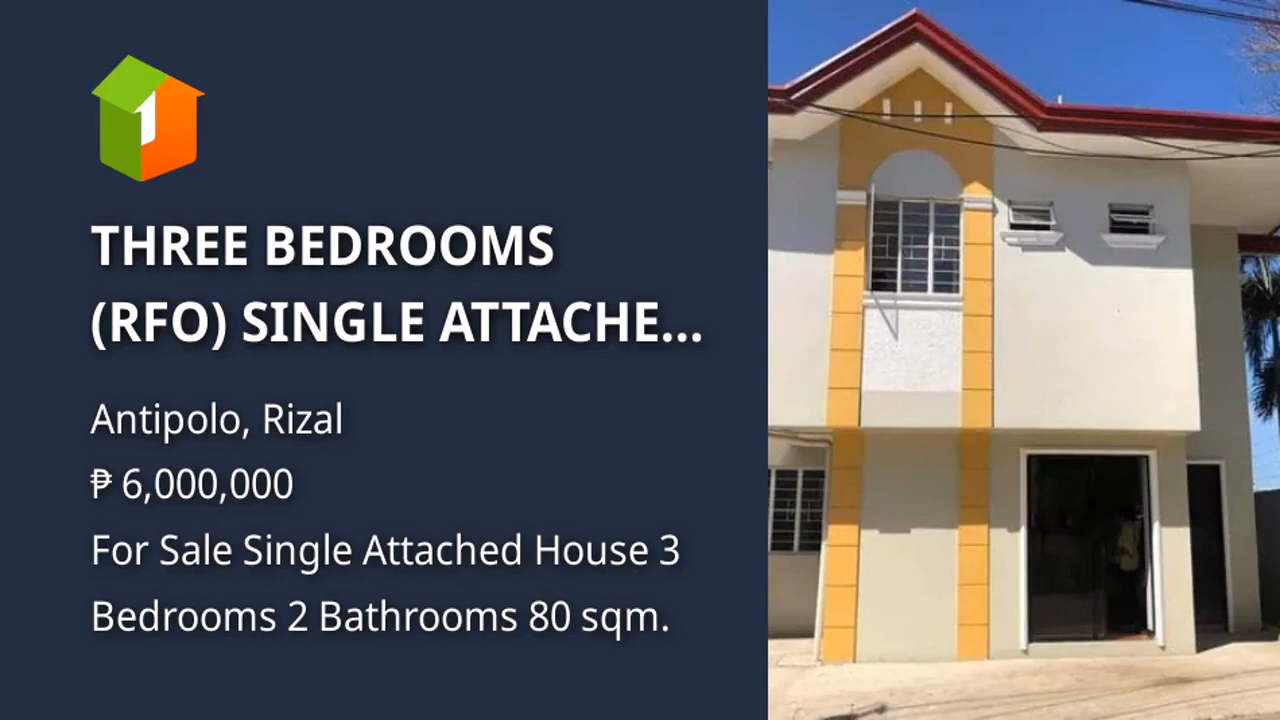 THREE BEDROOMS
(RFO) SINGLE ATTACHE...
Antipolo, Rizal
₱ 6,000,000
For Sale Single Attached House 3
Bedrooms 2 Bathrooms 80 sqm.